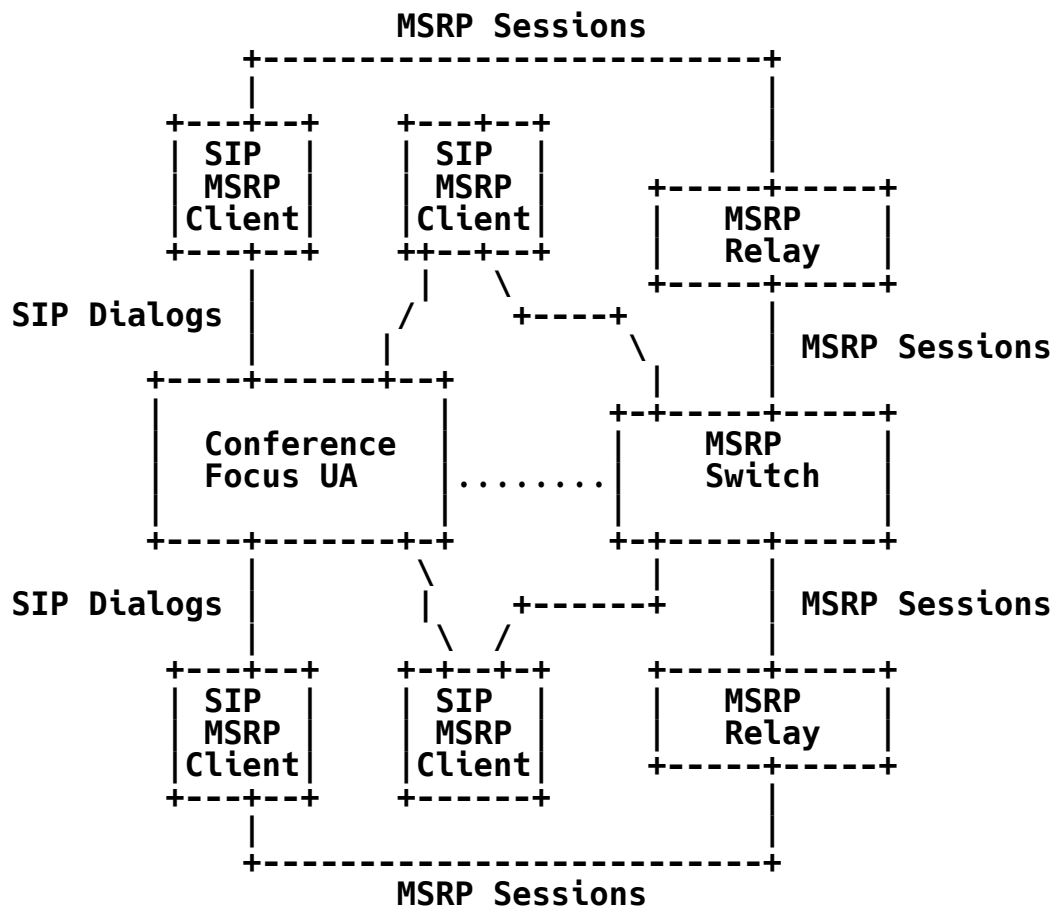 MSRP Sessions
SIP MSRP Client
SIP MSRP Client
MSRP Relay
SIP Dialogs
MSRP Sessions
Conference Focus UA
MSRP Switch
SIP Dialogs
MSRP Sessions
SIP MSRP Client
SIP MSRP Client
MSRP Relay
MSRP Sessions